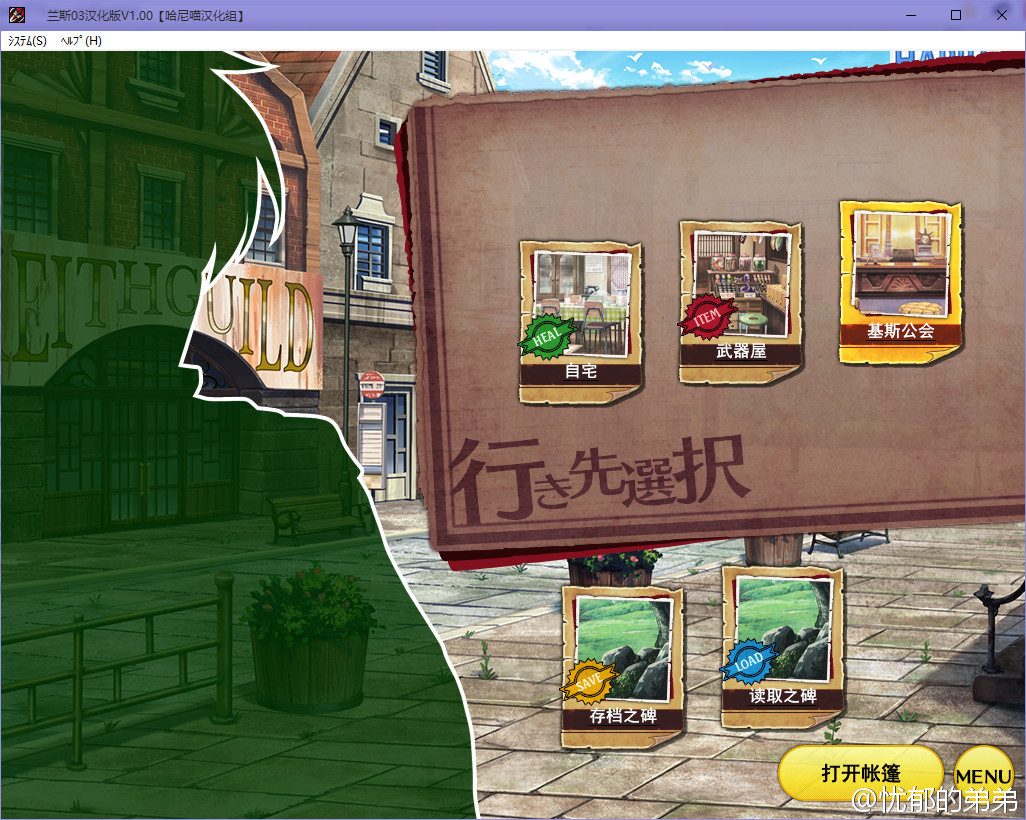 兰斯03汉化版V1.00【哈尼喵汉化组】
ｼｽﾃﾑ(S) ﾍﾙﾌﾟ(H)
EITHGUILD
HEAL
自宅
ITEM
武器屋
基斯公会
行き先選択
SAVE
存档之碑
LOAD
读取之碑
打开帐篷
MENU
@忧郁的弟弟